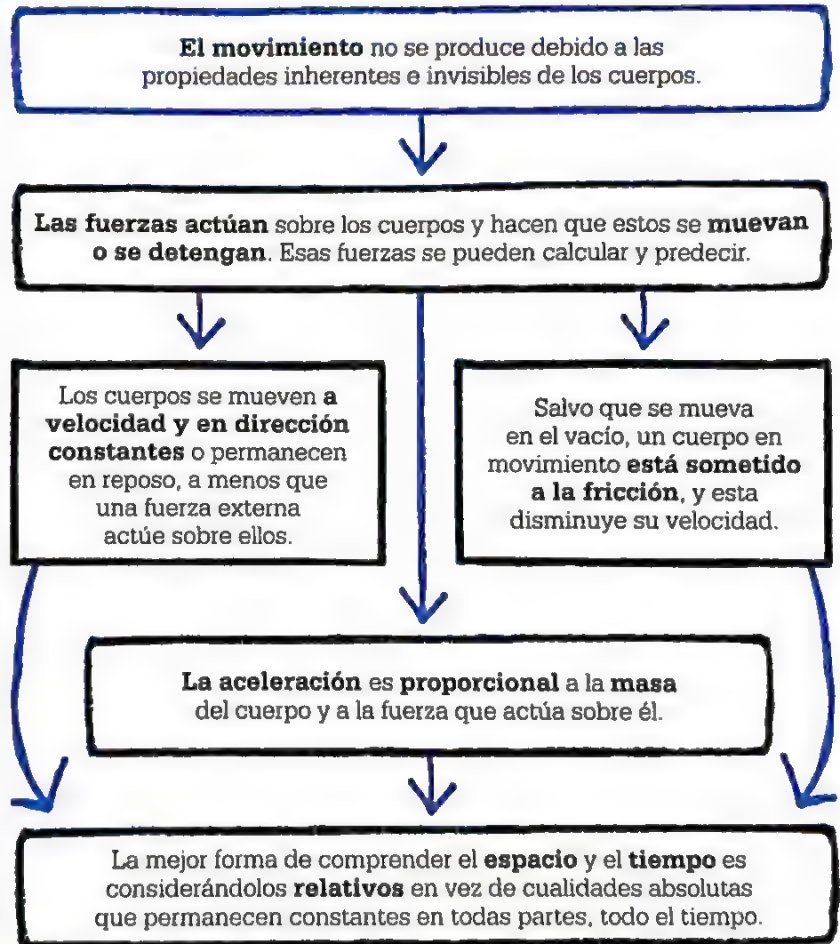 El movimiento no se produce debido a las
propiedades inherentes e invisibles de los cuerpos.
Las fuerzas actúan sobre los cuerpos y hacen que estos se muevan
o se detengan. Esas fuerzas se pueden calcular y predecir.
Los cuerpos se mueven a
velocidad y en dirección
constantes o permanecen
en reposo, a menos que
una fuerza externa
actúe sobre ellos.
Salvo que se mueva
en el vacío, un cuerpo en
movimiento está sometido
a la fricción, y esta
disminuye su velocidad.
La aceleración es proporcional a la masa
del cuerpo y a la fuerza que actúa sobre él.
La mejor forma de comprender el espacio y el tiempo es
considerándolos relativos en vez de cualidades absolutas
que permanecen constantes en todas partes, todo el tiempo.